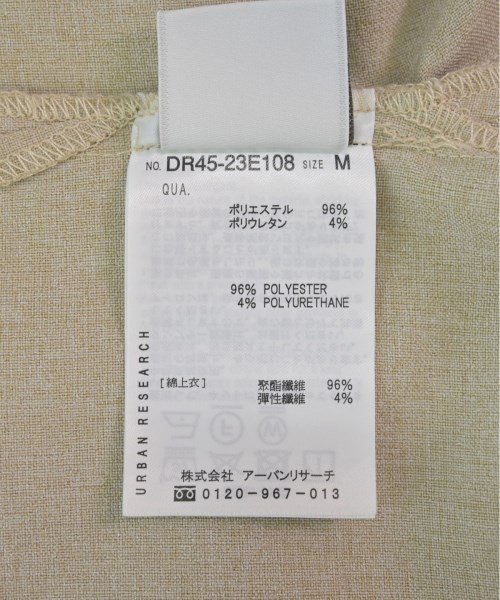 NO. DR45-23E108 SIZE M
QUA.
ポリエステル 96%
ポリウレタン 4%
96% POLYESTER
4% POLYURETHANE
[綿上衣] 聚酯纖維 96%
彈性纖維 4%
URBAN RESEARCH
株式会社 アーバンリサーチ
0120-967-013